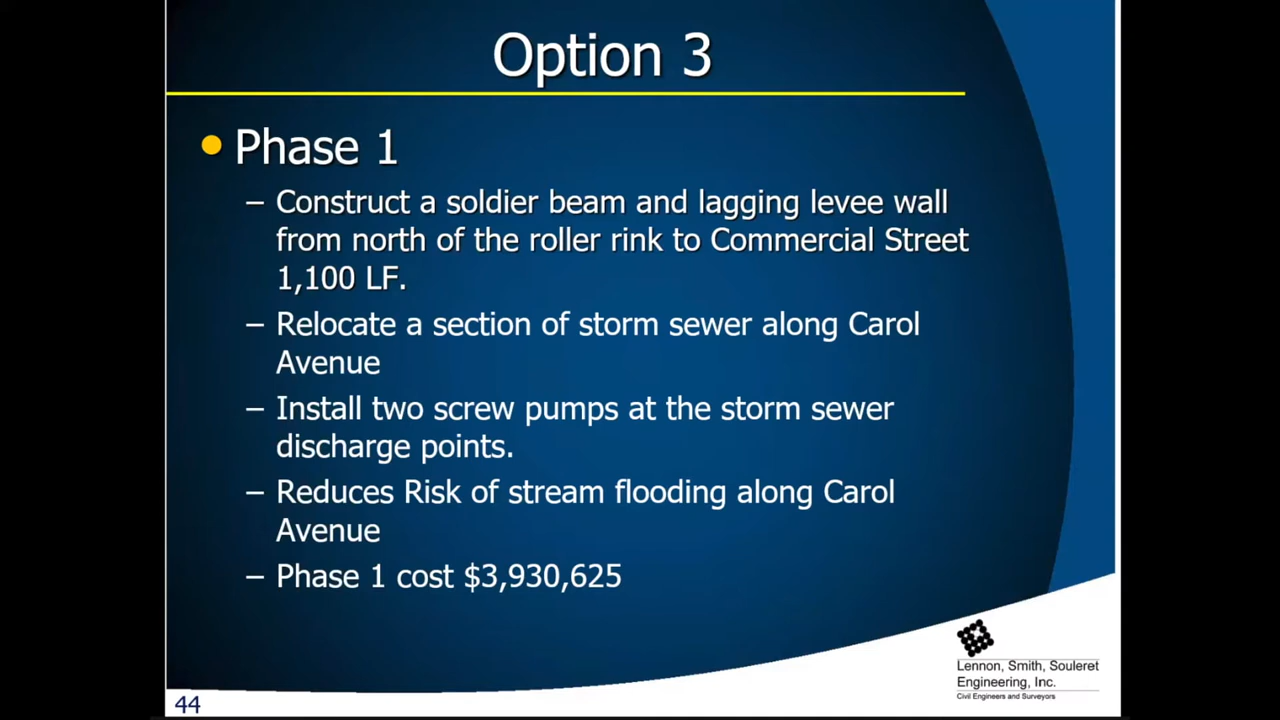 Option 3
• Phase 1
– Construct a soldier beam and lagging levee wall
from north of the roller rink to Commercial Street
1,100 LF.
– Relocate a section of storm sewer along Carol
Avenue
– Install two screw pumps at the storm sewer
discharge points.
– Reduces Risk of stream flooding along Carol
Avenue
– Phase 1 cost $3,930,625
Lennon, Smith, Souleret
Engineering, Inc.
Civil Engineers and Surveyors
44